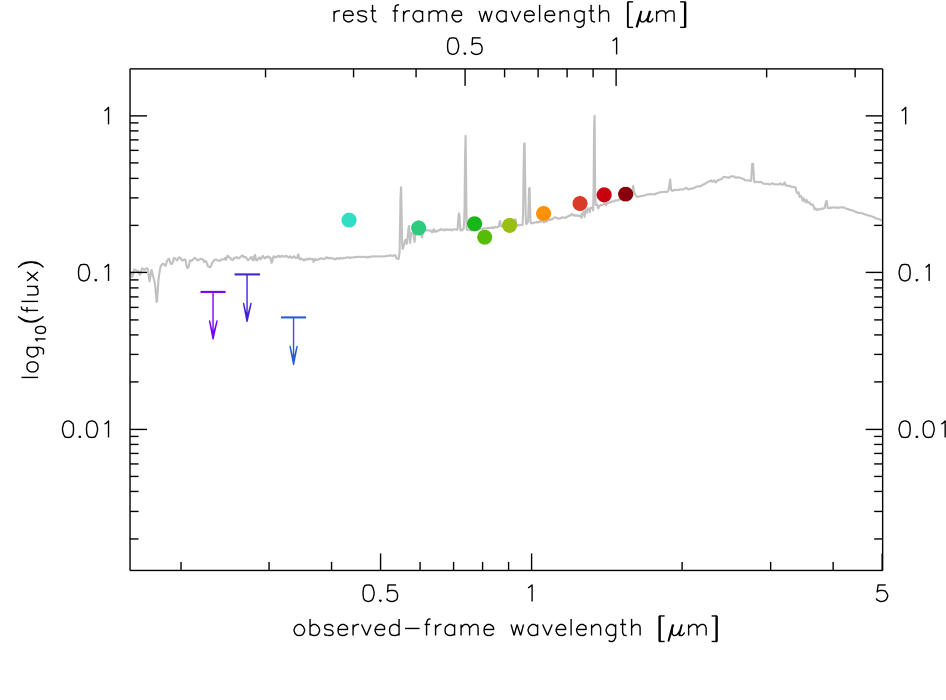 rest frame wavelength [μm]
0.5 1
1 1
0.1 0.1
0.01 0.01
log₁₀(flux)
0.5 1 5
observed-frame wavelength [μm]